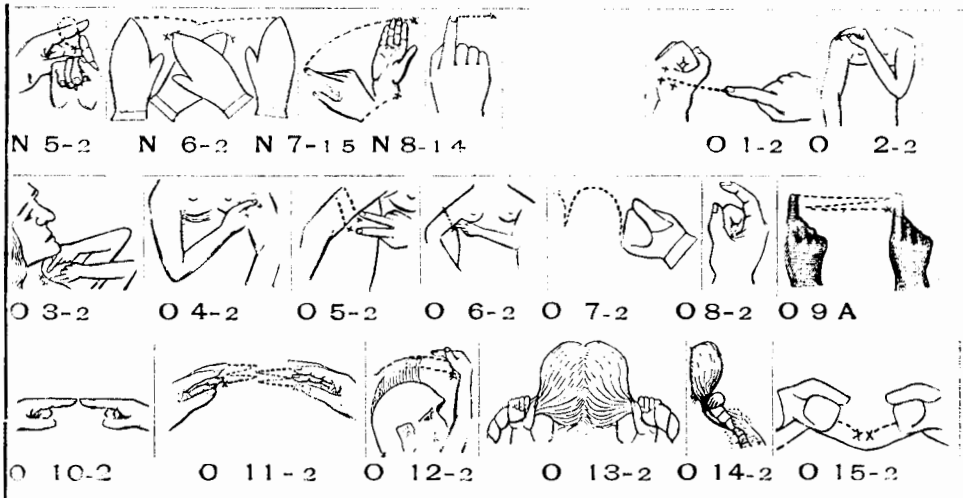 N 5-2 N 6-2 N 7-15 N 8-14 O 1-2 O 2-2
O 3-2 O 4-2 O 5-2 O 6-2 O 7-2 O 8-2 O 9 A
O 10-2 O 11-2 O 12-2 O 13-2 O 14-2 O 15-2